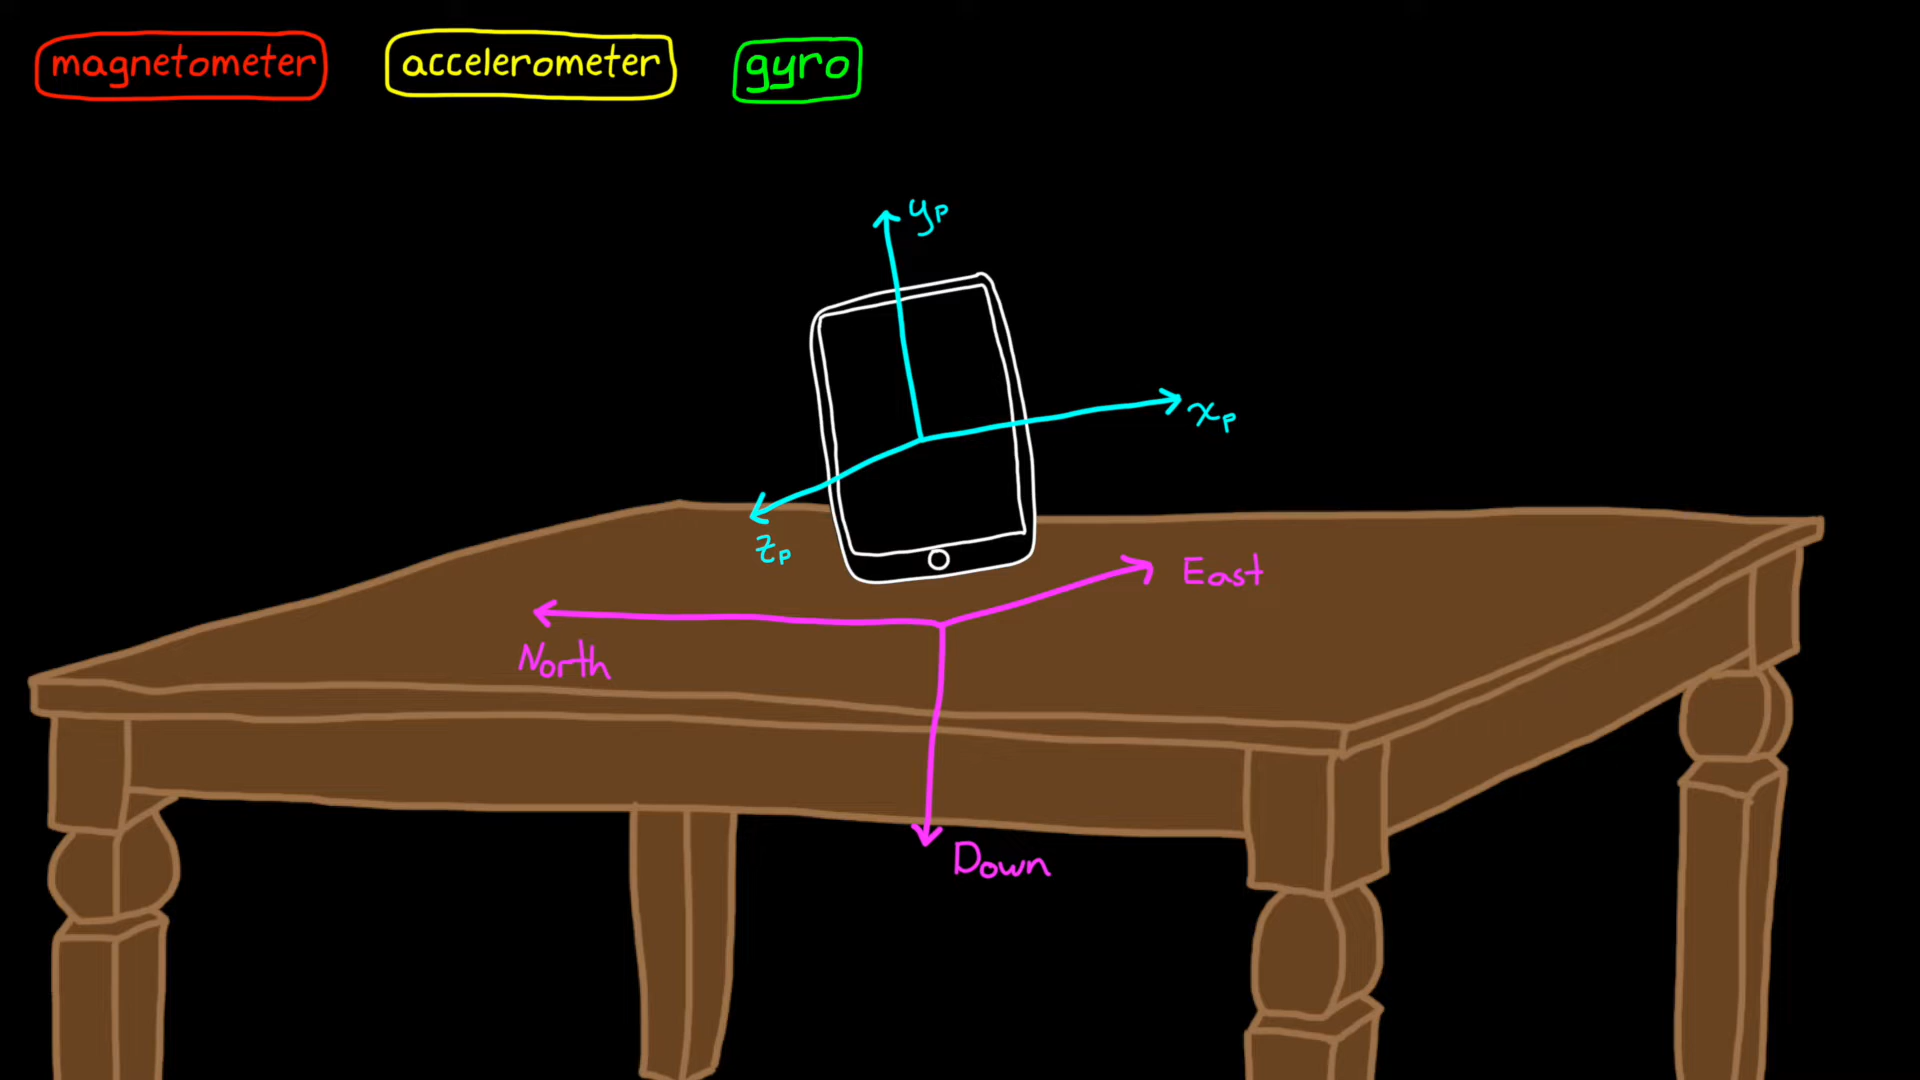 magnetometer accelerometer gyro
yp
xp
zp
East
North
Down